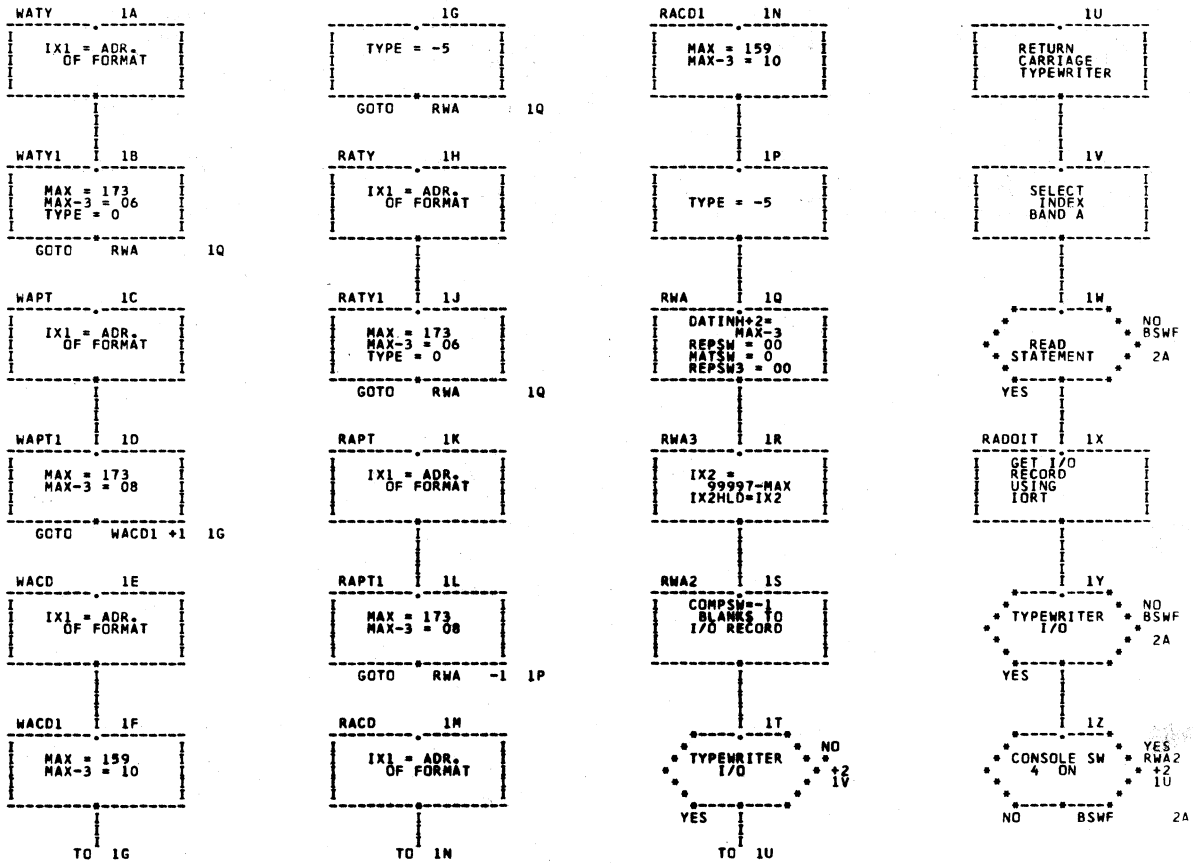 WATY 1A
IX1 = ADR.
OF FORMAT
WATY1 1B
MAX = 173
MAX-3 = 06
TYPE = 0
GOTO RWA 1Q
WAPT 1C
IX1 = ADR.
OF FORMAT
WAPT1 1D
MAX = 173
MAX-3 = 08
GOTO WACD1 +1 1G
WACD 1E
IX1 = ADR.
OF FORMAT
WACD1 1F
MAX = 159
MAX-3 = 10
TO 1G
1G
TYPE = -5
GOTO RWA 1Q
RATY 1H
IX1 = ADR.
OF FORMAT
RATY1 1J
MAX = 173
MAX-3 = 06
TYPE = 0
GOTO RWA 1Q
RAPT 1K
IX1 = ADR.
OF FORMAT
RAPT1 1L
MAX = 173
MAX-3 = 08
GOTO RWA -1 1P
RACD 1M
IX1 = ADR.
OF FORMAT
TO 1N
RACD1 1N
MAX = 159
MAX-3 = 10
1P
TYPE = -5
RWA 1Q
DATINH+2=
MAX-3
REPSW = 00
MATSW = 0
REPSW3 = 00
RWA3 1R
IX2 =
99997-MAX
IX2HLD=IX2
RWA2 1S
COMPSW=-1
BLANKS TO
I/O RECORD
1T
TYPEWRITER
I/O
NO
+2
1V
YES
TO 1U
1U
RETURN
CARRIAGE
TYPEWRITER
1V
SELECT
INDEX
BAND A
1W
READ
STATEMENT
NO
BSWF
2A
YES
RADOIT 1X
GET I/O
RECORD
USING
IORT
1Y
TYPEWRITER
I/O
NO
BSWF
2A
YES
1Z
CONSOLE SW
4 ON
YES
RWA2
+2
1U
NO BSWF 2A